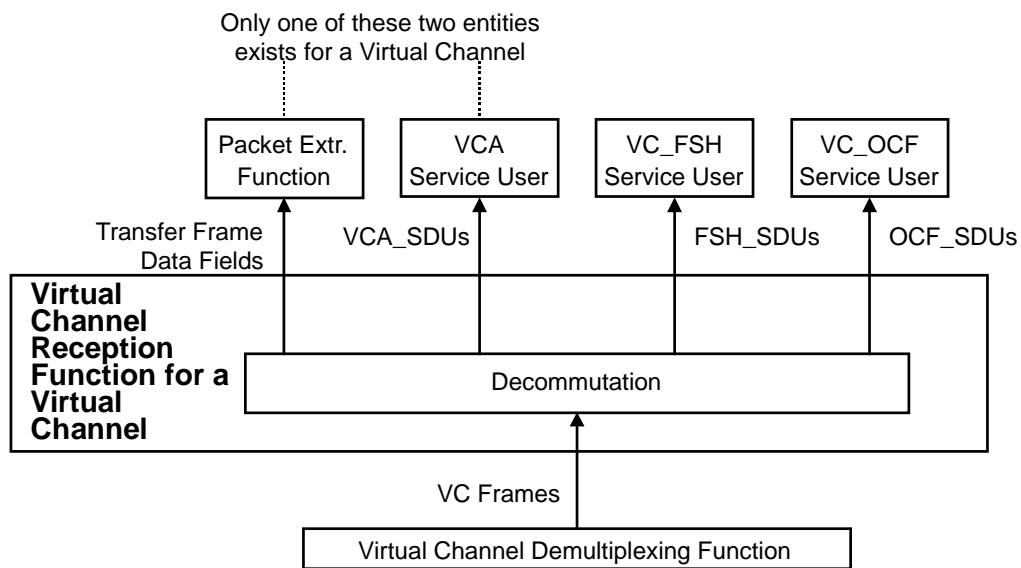 Only one of these two entities
exists for a Virtual Channel
Packet Extr.
Function
VCA
Service User
VC_FSH
Service User
VC_OCF
Service User
Transfer Frame
Data Fields
VCA_SDUs
FSH_SDUs
OCF_SDUs
Virtual
Channel
Reception
Function for a
Virtual
Channel
Decommutation
VC Frames
Virtual Channel Demultiplexing Function